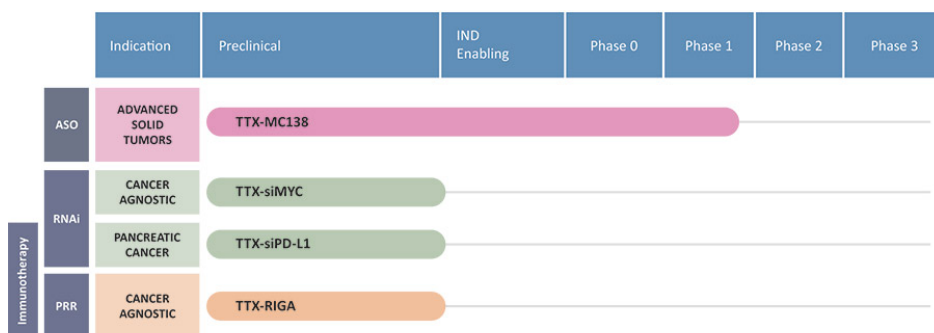 Indication
Preclinical
IND
Enabling
Phase 0
Phase 1
Phase 2
Phase 3
ASO
ADVANCED
SOLID
TUMORS
TTX-MC138
RNAi
CANCER
AGNOSTIC
TTX-siMYC
PANCREATIC
CANCER
TTX-siPD-L1
Immunotherapy
PRR
CANCER
AGNOSTIC
TTX-RIGA